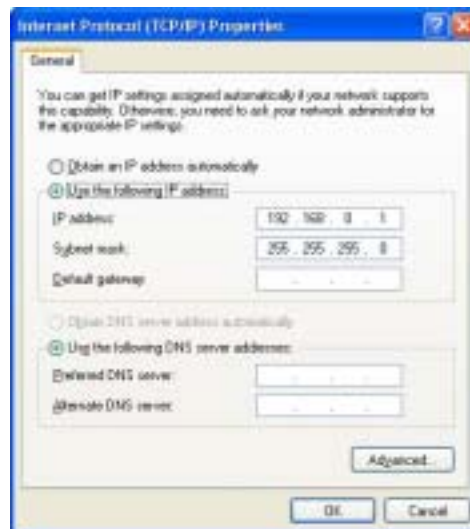 Internet Protocol (TCP/IP) Properties
General
You can get IP settings assigned automatically if your network supports
this capability. Otherwise, you need to ask your network administrator for
the appropriate IP settings.
Obtain an IP address automatically
Use the following IP address:
IP address: 192 . 168 . 0 . 1
Subnet mask: 255 . 255 . 255 . 0
Default gateway:
Obtain DNS server address automatically
Use the following DNS server addresses:
Preferred DNS server:
Alternate DNS server:
Advanced...
OK Cancel